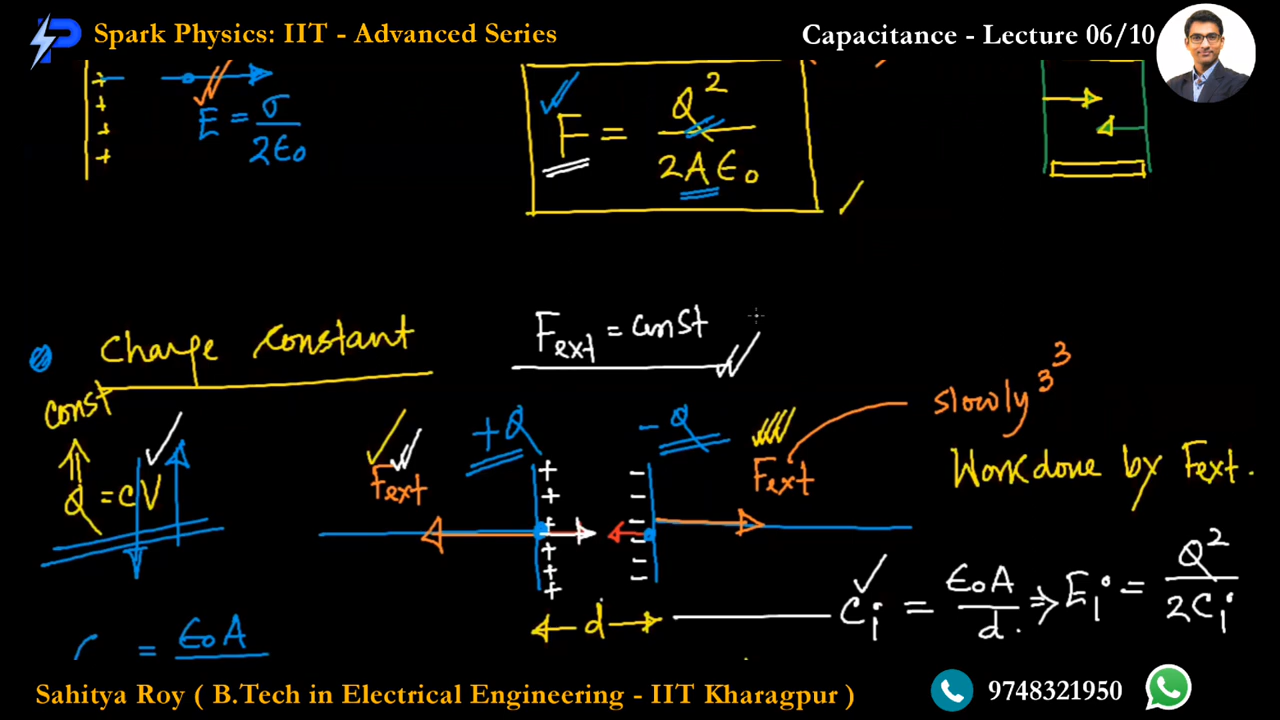 Spark Physics: IIT - Advanced Series
Capacitance - Lecture 06/10
E = σ / 2ε₀
F = Q² / 2Aε₀
Charge constant
Fext = const
const
Q = CV
Fext
+Q
-Q
Fext
slowly
Workdone by Fext.
d
Ci = ε₀A / d. ⇒ Ei = Q² / 2Ci
= ε₀A
Sahitya Roy ( B.Tech in Electrical Engineering - IIT Kharagpur )
9748321950